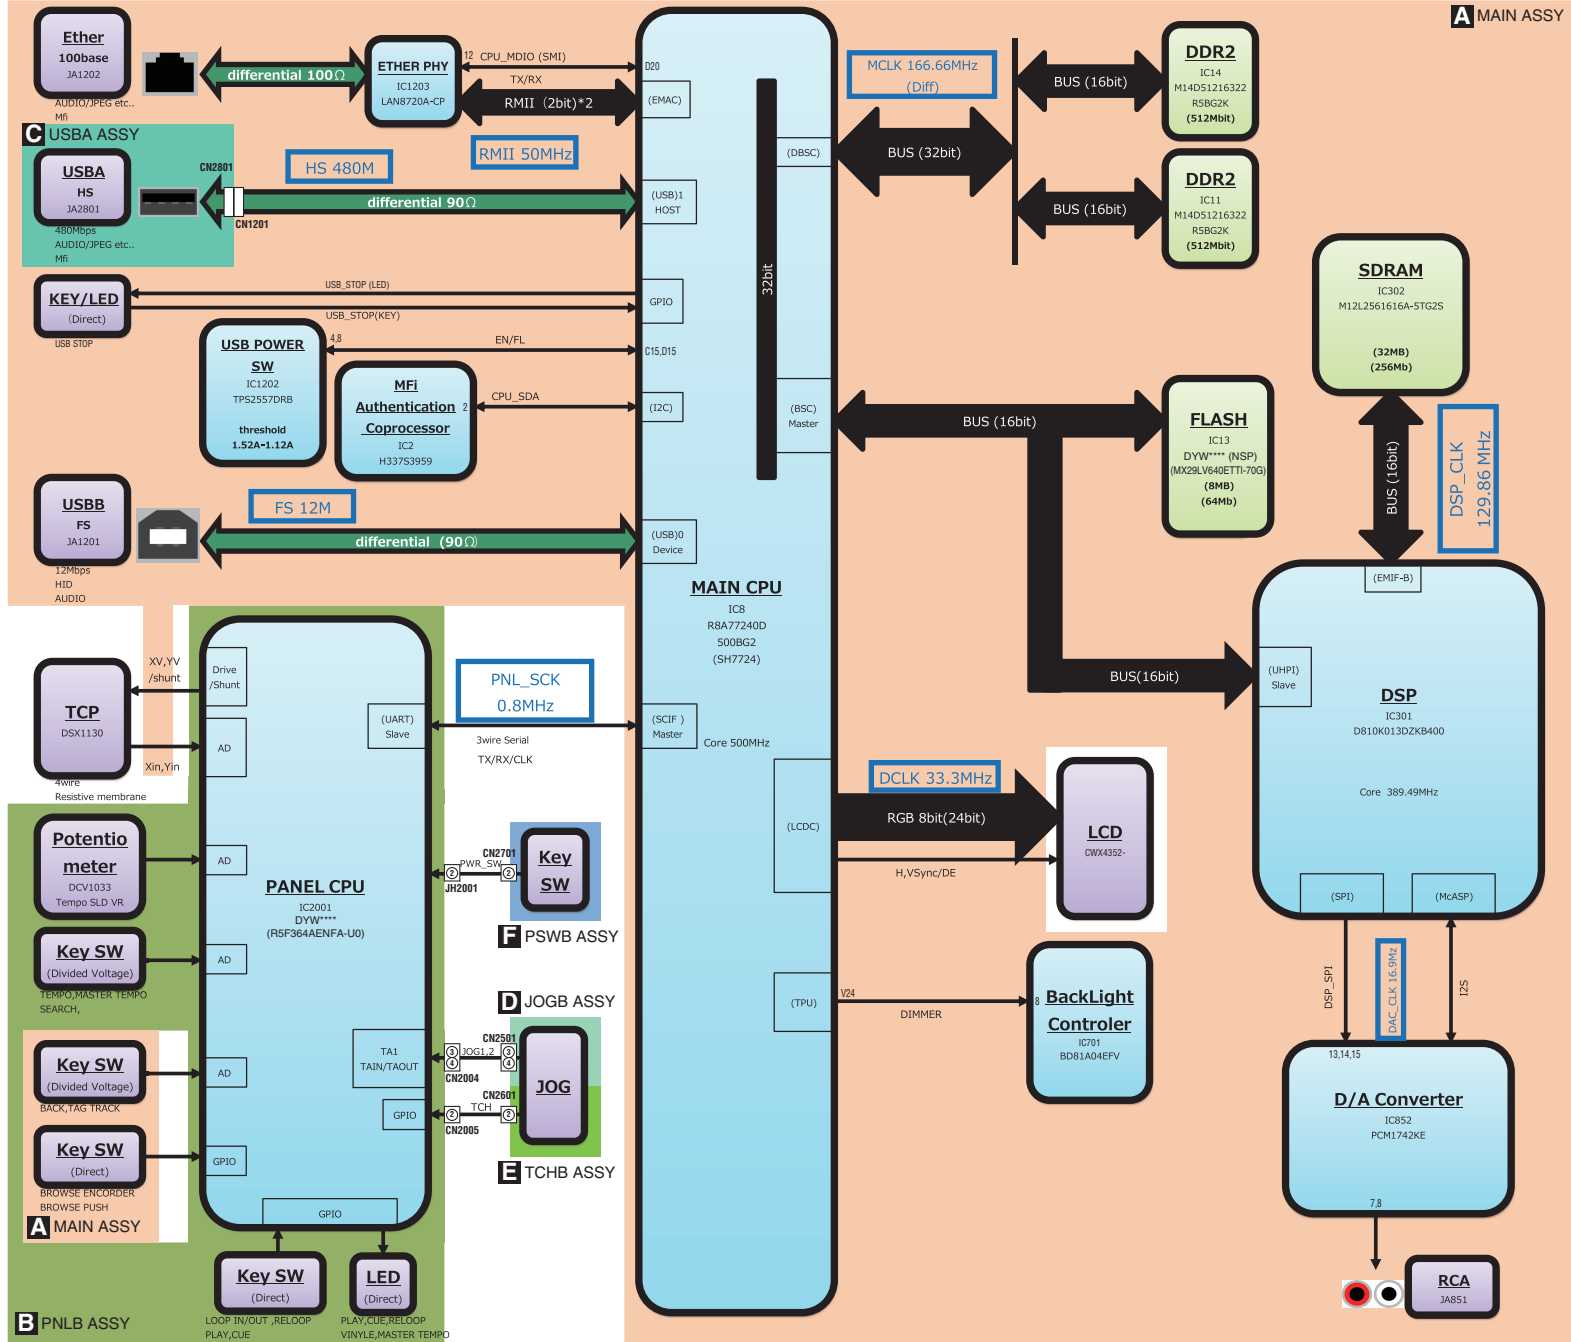 A MAIN ASSY
Ether
100base
JA1202
AUDIO/JPEG etc..
Mfi
differential 100Ω
ETHER PHY
IC1203
LAN8720A-CP
12
CPU_MDIO (SMI)
D20
TX/RX
RMII (2bit)*2
(EMAC)
RMII 50MHz
C USBA ASSY
USBA
HS
JA2801
480Mbps
AUDIO/JPEG etc..
Mfi
CN2801
CN1201
HS 480M
differential 90Ω
(USB)1
HOST
KEY/LED
(Direct)
USB STOP
USB_STOP (LED)
USB_STOP(KEY)
GPIO
USB POWER
SW
IC1202
TPS2557DRB
threshold
1.52A-1.12A
4,8
EN/FL
C15,D15
MFi
Authentication
Coprocessor
IC2
H337S3959
2
CPU_SDA
(I2C)
USBB
FS
JA1201
12Mbps
HID
AUDIO
FS 12M
differential (90Ω)
(USB)0
Device
MAIN CPU
IC8
R8A77240D
500BG2
(SH7724)
32bit
(DBSC)
MCLK 166.66MHz
(Diff)
BUS (32bit)
BUS (16bit)
DDR2
IC14
M14D51216322
R5BG2K
(512Mbit)
BUS (16bit)
DDR2
IC11
M14D51216322
R5BG2K
(512Mbit)
SDRAM
IC302
M12L2561616A-5TG2S
(32MB)
(256Mb)
(BSC)
Master
BUS (16bit)
FLASH
IC13
DYW**** (NSP)
(MX29LV640ETTI-70G)
(8MB)
(64Mb)
BUS (16bit)
DSP_CLK
129.86 MHz
(EMIF-B)
BUS(16bit)
(UHPI)
Slave
DSP
IC301
D810K013DZKB400
Core 389.49MHz
(SPI)
(McASP)
DSP_SPI
DAC_CLK 16.9Mz
I2S
13,14,15
D/A Converter
IC852
PCM1742KE
7,8
RCA
JA851
XV,YV
/shunt
Drive
/Shunt
TCP
DSX1130
4wire
Resistive membrane
Xin,Yin
AD
(UART)
Slave
PNL_SCK
0.8MHz
3wire Serial
TX/RX/CLK
(SCIF )
Master
Core 500MHz
(LCDC)
DCLK 33.3MHz
RGB 8bit(24bit)
H,VSync/DE
LCD
CWX4352-
(TPU)
V24
DIMMER
8
BackLight
Controler
IC701
BD81A04EFV
Potentio
meter
DCV1033
Tempo SLD VR
AD
PANEL CPU
IC2001
DYW****
(R5F364AENFA-U0)
CN2701
PWR_SW
2
2
JH2001
Key
SW
F PSWB ASSY
Key SW
(Divided Voltage)
TEMPO,MASTER TEMPO
SEARCH,
AD
D JOGB ASSY
CN2501
TA1
TAIN/TAOUT
3
4
JOG1,2
3
4
CN2004
JOG
CN2601
GPIO
2
TCH
2
CN2005
E TCHB ASSY
Key SW
(Divided Voltage)
BACK,TAG TRACK
AD
Key SW
(Direct)
BROWSE ENCORDER
BROWSE PUSH
GPIO
A MAIN ASSY
GPIO
Key SW
(Direct)
LOOP IN/OUT ,RELOOP
PLAY,CUE
LED
(Direct)
PLAY,CUE,RELOOP
VINYLE,MASTER TEMPO
B PNLB ASSY